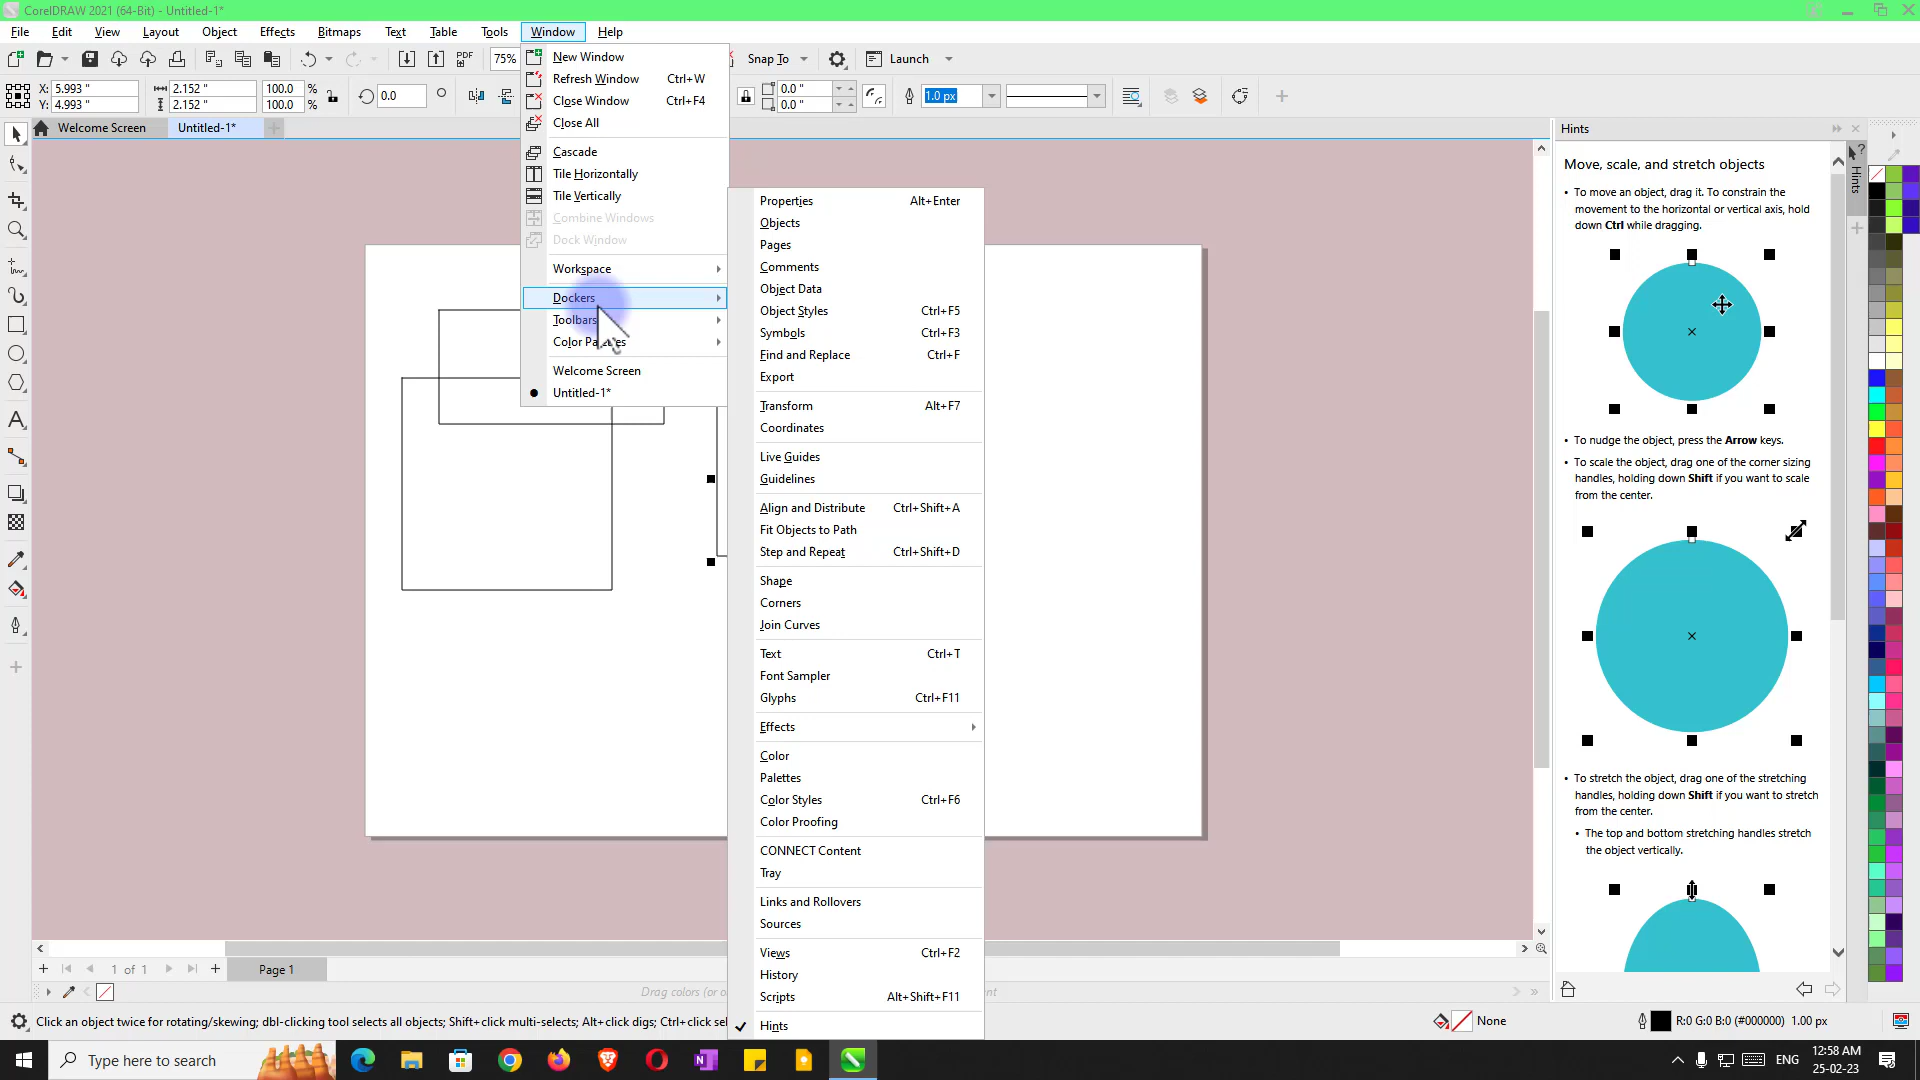 CorelDRAW 2021 (64-Bit) - Untitled-1*
File Edit View Layout Object Effects Bitmaps Text Table Tools Window Help
PDF 75% Snap To Launch
X: 5.993 " 2.152 " 100.0 % 0.0 0.0 " 1.0 px
Y: 4.993 " 2.152 " 100.0 % 0.0 "
Welcome Screen Untitled-1*
New Window
Refresh Window Ctrl+W
Close Window Ctrl+F4
Close All
Cascade
Tile Horizontally
Tile Vertically
Combine Windows
Dock Window
Workspace
Dockers
Toolbars
Color
Welcome Screen
Untitled-1*
Properties Alt+Enter
Objects
Pages
Comments
Object Data
Object Styles Ctrl+F5
Symbols Ctrl+F3
Find and Replace Ctrl+F
Export
Transform Alt+F7
Coordinates
Live Guides
Guidelines
Align and Distribute Ctrl+Shift+A
Fit Objects to Path
Step and Repeat Ctrl+Shift+D
Shape
Corners
Join Curves
Text Ctrl+T
Font Sampler
Glyphs Ctrl+F11
Effects
Color
Palettes
Color Styles Ctrl+F6
Color Proofing
CONNECT Content
Tray
Links and Rollovers
Sources
Views Ctrl+F2
History
Scripts Alt+Shift+F11
Hints
Hints
Hints
Move, scale, and stretch objects
• To move an object, drag it. To constrain the
movement to the horizontal or vertical axis, hold
down Ctrl while dragging.
• To nudge the object, press the Arrow keys.
• To scale the object, drag one of the corner sizing
handles, holding down Shift if you want to scale
from the center.
• To stretch the object, drag one of the stretching
handles, holding down Shift if you want to stretch
from the center.
• The top and bottom stretching handles stretch
the object vertically.
1 of 1 Page 1
Drag colors (or o
Click an object twice for rotating/skewing; dbl-clicking tool selects all objects; Shift+click multi-selects; Alt+click digs; Ctrl+click sel
None R:0 G:0 B:0 (#000000) 1.00 px
Type here to search
ENG 12:58 AM
25-02-23